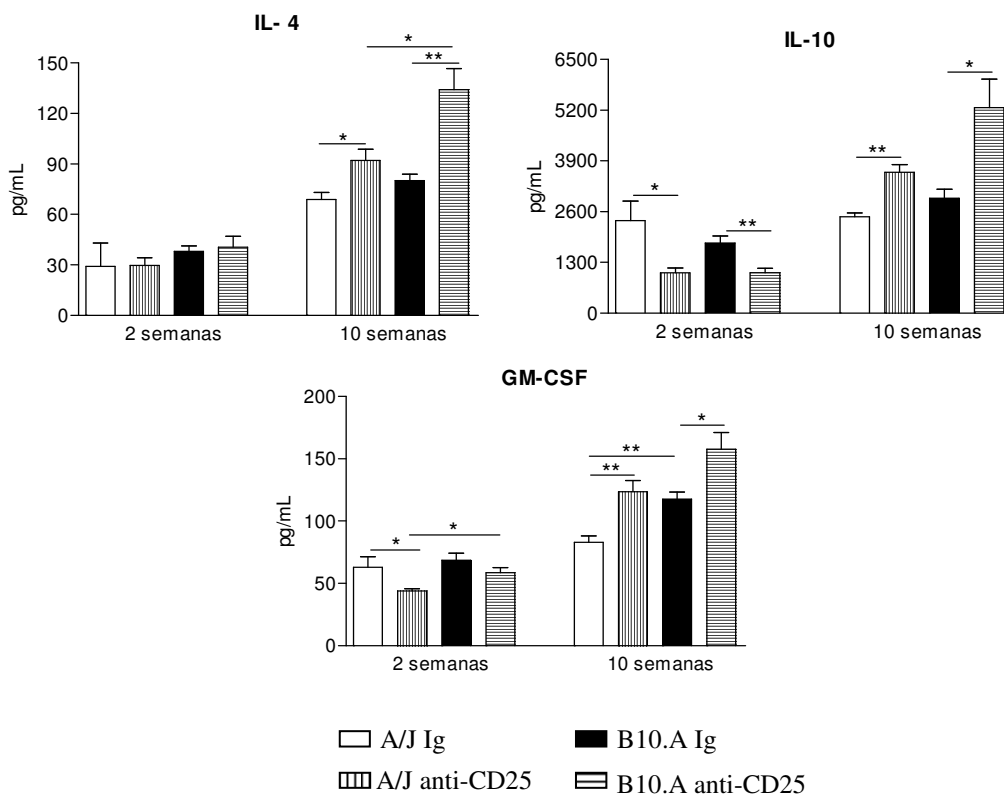 IL- 4
150
120
90
60
30
0
pg/mL
*
*
**
2 semanas
10 semanas
IL-10
6500
5200
3900
2600
1300
0
pg/mL
*
**
**
*
2 semanas
10 semanas
GM-CSF
200
150
100
50
0
pg/mL
*
*
**
**
*
2 semanas
10 semanas
A/J Ig
B10.A Ig
A/J anti-CD25
B10.A anti-CD25